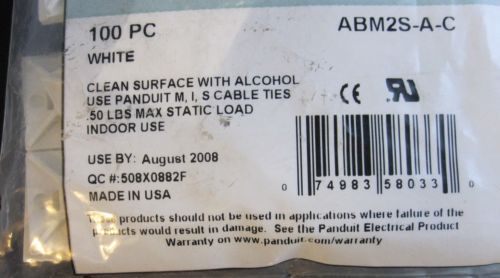 100 PC
ABM2S-A-C
WHITE
CLEAN SURFACE WITH ALCOHOL
USE PANDUIT M, I, S CABLE TIES
.50 LBS MAX STATIC LOAD
INDOOR USE
CE
USE BY: August 2008
QC #:508X0882F
MADE IN USA
0 74983 58033 0
These products should not be used in applications where failure of the
products would result in damage. See the Panduit Electrical Product
Warranty on www.panduit.com/warranty